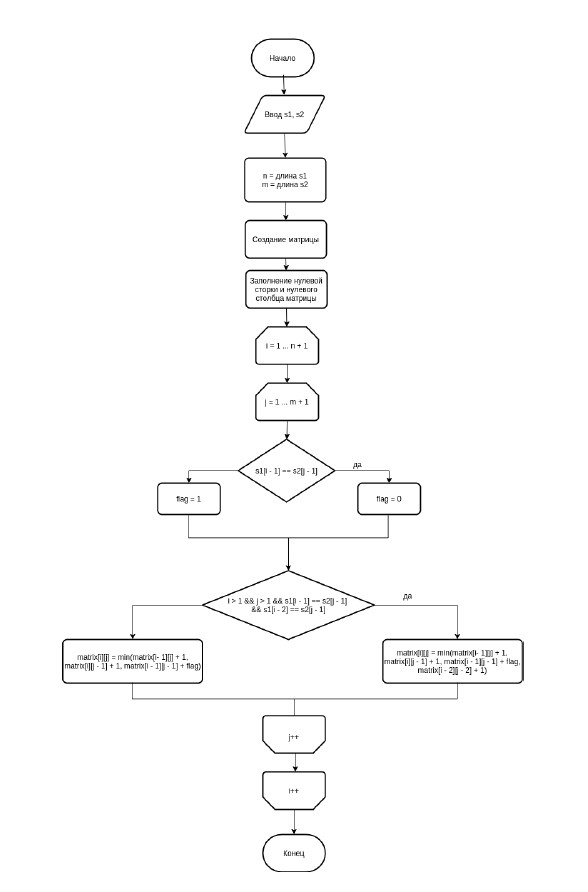 Начало
Ввод s1, s2
n = длина s1
m = длина s2
Создание матрицы
Заполнение нулевой
сторки и нулевого
столбца матрицы
i = 1 ... n + 1
j = 1 ... m + 1
s1[i - 1] == s2[j - 1]
да
flag = 1
flag = 0
i > 1 && j > 1 && s1[i - 1] == s2[j - 1]
&& s1[i - 2] == s2[j - 1]
да
matrix[i][j] = min(matrix[i- 1][j] + 1,
matrix[i][j - 1] + 1, matrix[i - 1][j - 1] + flag)
matrix[i][j] = min(matrix[i- 1][j] + 1,
matrix[i][j - 1] + 1, matrix[i - 1][j - 1] + flag,
matrix[i - 2][j - 2] + 1)
j++
i++
Конец